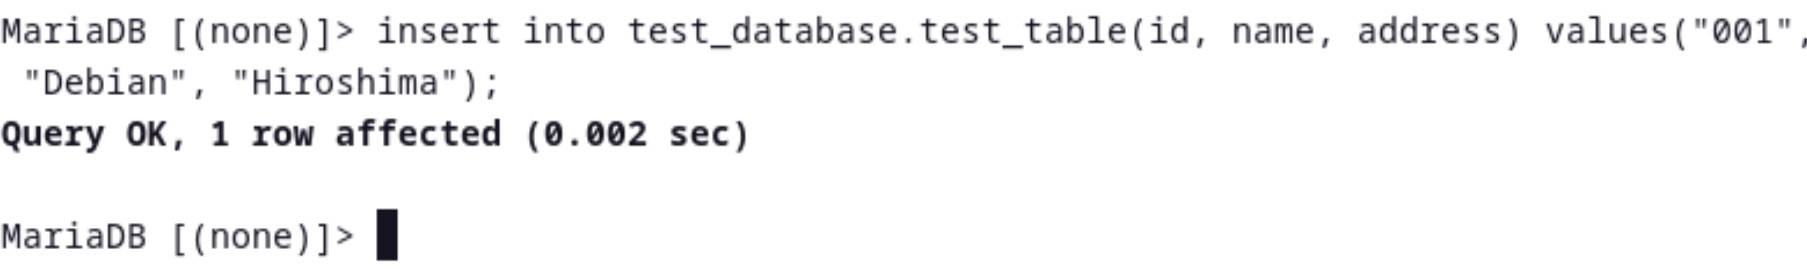 MariaDB [(none)]> insert into test_database.test_table(id, name, address) values("001",
 "Debian", "Hiroshima");
Query OK, 1 row affected (0.002 sec)
MariaDB [(none)]>